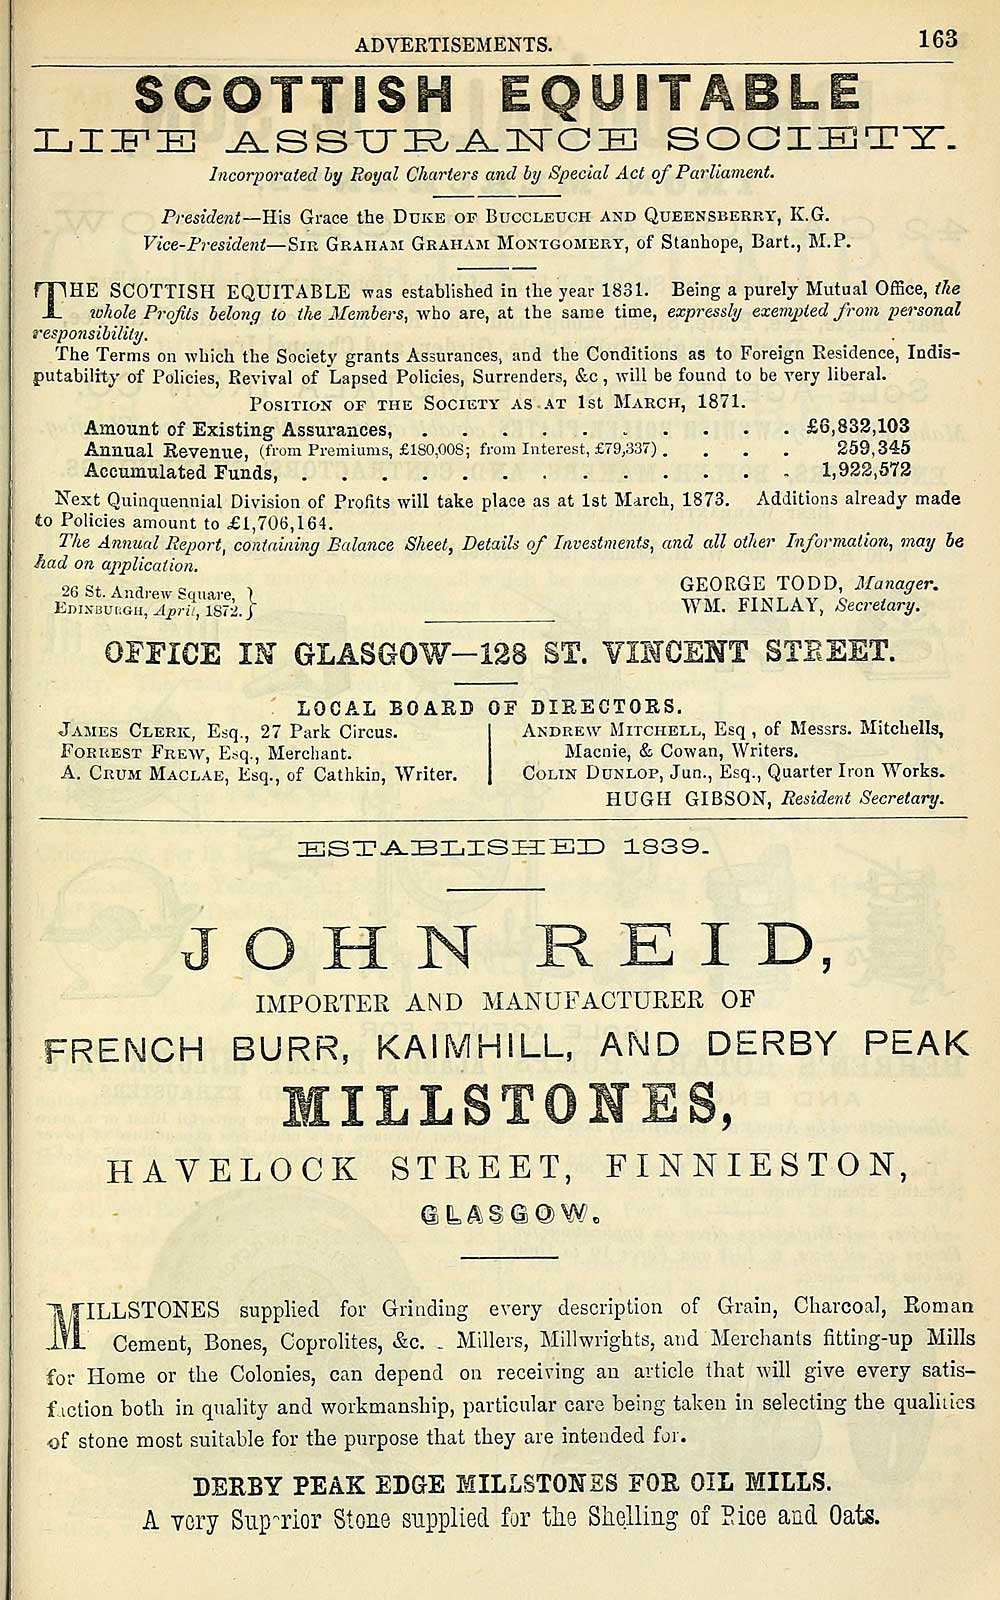 ADVERTISEMENTS.
163
SCOTTISH EQUITABLE
LIFE ASSURANCE SOCIETY.
Incorporated by Royal Charters and by Special Act of Parliament.
President—His Grace the DUKE OF BUCCLEUCH AND QUEENSBERRY, K.G.
Vice-President—SIR GRAHAM GRAHAM MONTGOMERY, of Stanhope, Bart., M.P.
THE SCOTTISH EQUITABLE was established in the year 1831. Being a purely Mutual Office, the
whole Profits belong to the Members, who are, at the same time, expressly exempted from personal
responsibility.
The Terms on which the Society grants Assurances, and the Conditions as to Foreign Residence, Indis-
putability of Policies, Revival of Lapsed Policies, Surrenders, &c, will be found to be very liberal.
POSITION OF THE SOCIETY AS AT 1st MARCH, 1871.
Amount of Existing Assurances, . . . . . . . . . . £6,832,103
Annual Revenue, (from Premiums, £180,008; from Interest, £79,337) . . . . 259,345
Accumulated Funds, . . . . . . . . . . . . . 1,922,572
Next Quinquennial Division of Profits will take place as at 1st March, 1873. Additions already made
to Policies amount to £1,706,164.
The Annual Report, containing Balance Sheet, Details of Investments, and all other Information, may be
had on application.
26 St. Andrew Square, }
EDINBURGH, April, 1872. }
GEORGE TODD, Manager.
WM. FINLAY, Secretary.
OFFICE IN GLASGOW—128 ST. VINCENT STREET.
LOCAL BOARD OF DIRECTORS.
JAMES CLERK, Esq., 27 Park Circus.
FORREST FREW, Esq., Merchant.
A. CRUM MACLAE, Esq., of Cathkin, Writer.
ANDREW MITCHELL, Esq , of Messrs. Mitchells,
Macnie, & Cowan, Writers.
COLIN DUNLOP, Jun., Esq., Quarter Iron Works.
HUGH GIBSON, Resident Secretary.
ESTABLISHED 1839.
JOHN REID,
IMPORTER AND MANUFACTURER OF
FRENCH BURR, KAIMHILL, AND DERBY PEAK
MILLSTONES,
HAVELOCK STREET, FINNIESTON,
GLASGOW.
MILLSTONES supplied for Grinding every description of Grain, Charcoal, Roman
Cement, Bones, Coprolites, &c. Millers, Millwrights, and Merchants fitting-up Mills
for Home or the Colonies, can depend on receiving an article that will give every satis-
faction both in quality and workmanship, particular care being taken in selecting the qualities
of stone most suitable for the purpose that they are intended for.
DERBY PEAK EDGE MILLSTONES FOR OIL MILLS.
A very Superior Stone supplied for the Shelling of Rice and Oats.